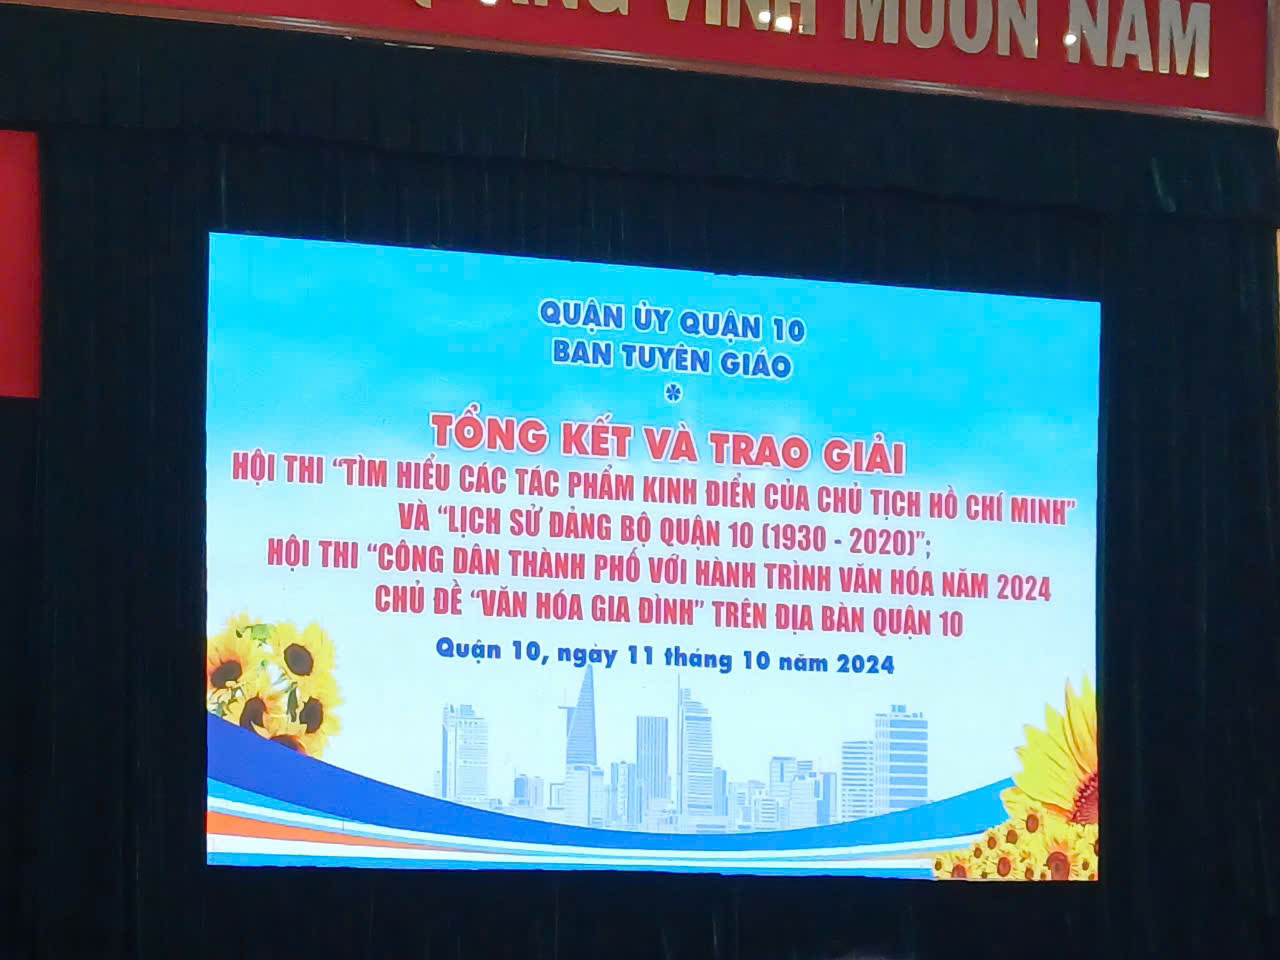 QUANG VINH MUÔN NĂM
QUẬN ỦY QUẬN 10
BAN TUYÊN GIÁO
*
TỔNG KẾT VÀ TRAO GIẢI
HỘI THI “TÌM HIỂU CÁC TÁC PHẨM KINH ĐIỂN CỦA CHỦ TỊCH HỒ CHÍ MINH”
VÀ “LỊCH SỬ ĐẢNG BỘ QUẬN 10 (1930 - 2020)”;
HỘI THI “CÔNG DÂN THÀNH PHỐ VỚI HÀNH TRÌNH VĂN HÓA NĂM 2024
CHỦ ĐỀ “VĂN HÓA GIA ĐÌNH” TRÊN ĐỊA BÀN QUẬN 10
Quận 10, ngày 11 tháng 10 năm 2024